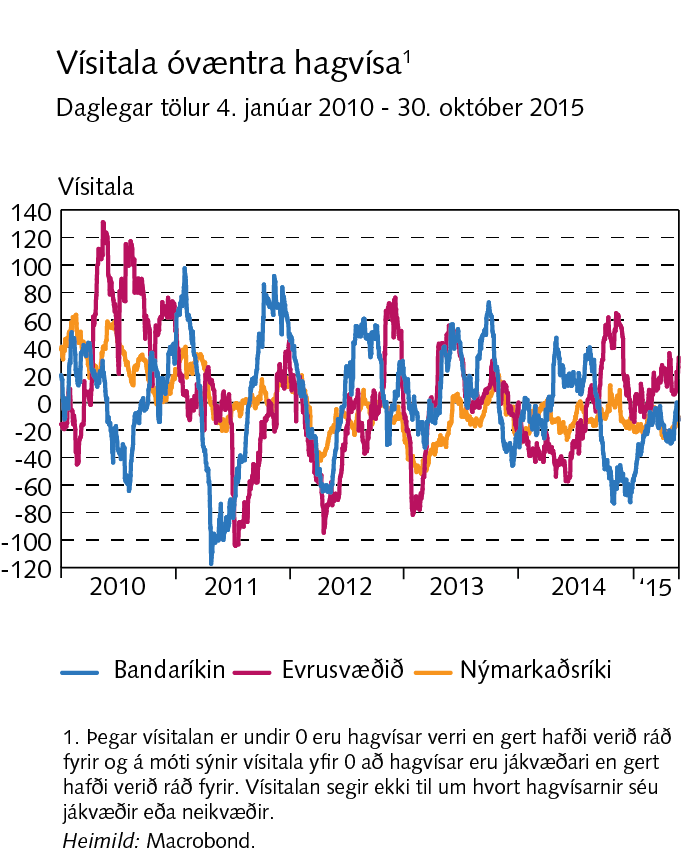 Vísitala óvæntra hagvísa¹
Daglegar tölur 4. janúar 2010 - 30. október 2015
Vísitala
140
120
100
80
60
40
20
0
-20
-40
-60
-80
-100
-120
2010 2011 2012 2013 2014 ‘15
Bandaríkin Evrusvæðið Nýmarkaðsríki
1. Þegar vísitalan er undir 0 eru hagvísar verri en gert hafði verið ráð
fyrir og á móti sýnir vísitala yfir 0 að hagvísar eru jákvæðari en gert
hafði verið ráð fyrir. Vísitalan segir ekki til um hvort hagvísarnir séu
jákvæðir eða neikvæðir.
Heimild: Macrobond.